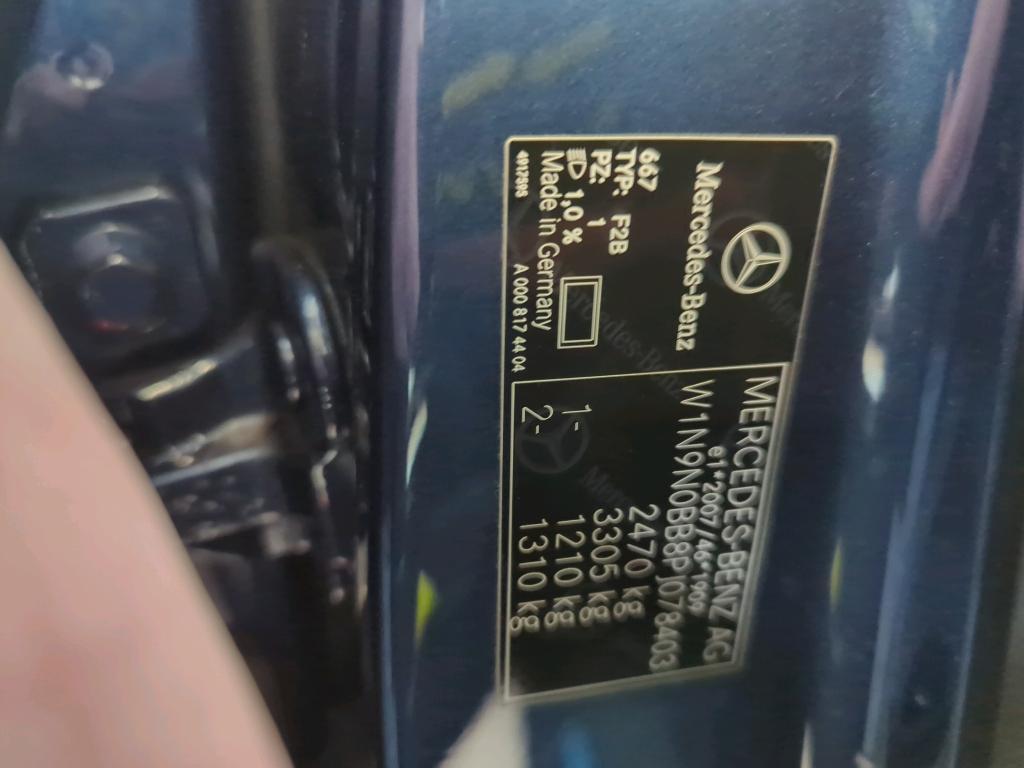 Mercedes-Benz
667
TYP: F2B
PZ: 1
1,0 %
Made in Germany
4912696 A 000 817 44 04
MERCEDES-BENZ AG
e1*2007/46*1909
W1N9N0BB8PJ078403
2470 kg
3305 kg
1- 1210 kg
2- 1310 kg